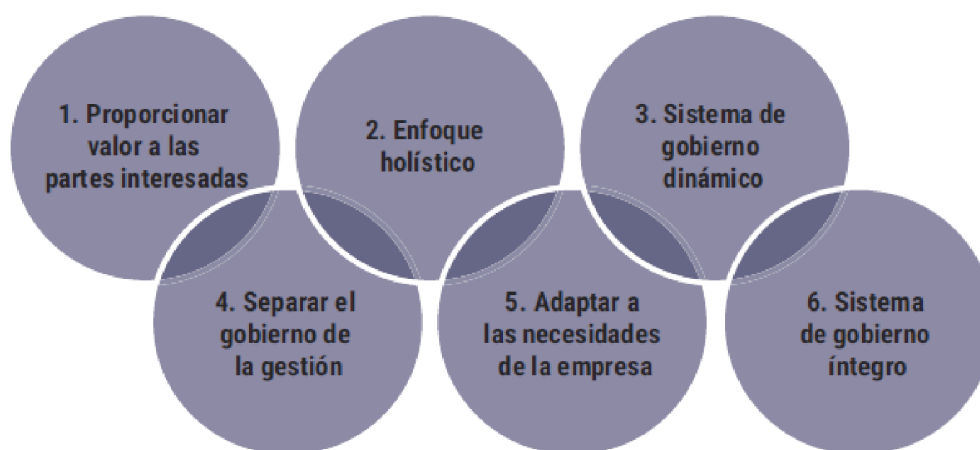 1. Proporcionar
valor a las
partes interesadas
2. Enfoque
holístico
3. Sistema de
gobierno
dinámico
4. Separar el
gobierno de
la gestión
5. Adaptar a
las necesidades
de la empresa
6. Sistema
de gobierno
íntegro